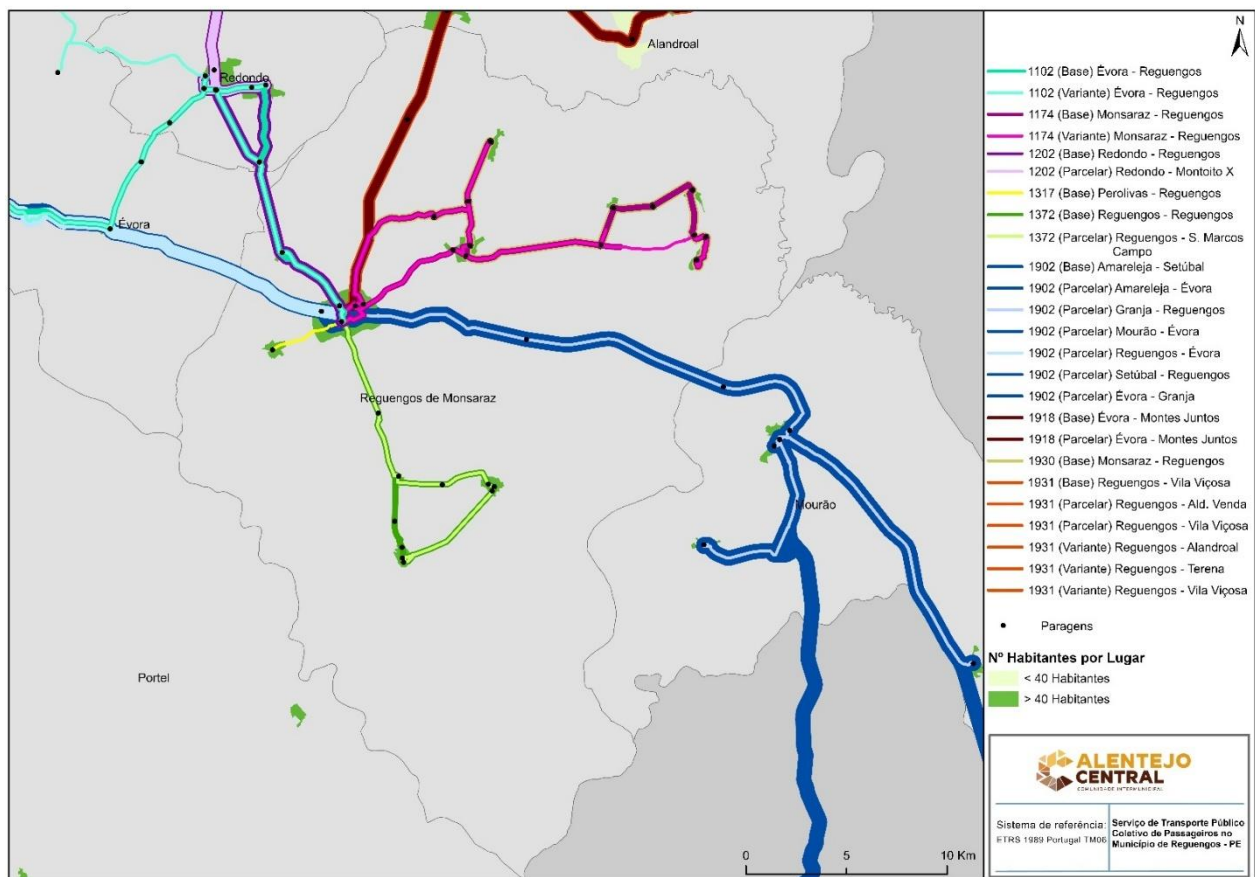 Alandroal
Redondo
Évora
Reguengos de Monsaraz
Mourão
Portel
0 5 10 Km
N
1102 (Base) Évora - Reguengos
1102 (Variante) Évora - Reguengos
1174 (Base) Monsaraz - Reguengos
1174 (Variante) Monsaraz - Reguengos
1202 (Base) Redondo - Reguengos
1202 (Parcelar) Redondo - Montoito X
1317 (Base) Perolivas - Reguengos
1372 (Base) Reguengos - Reguengos
1372 (Parcelar) Reguengos - S. Marcos
Campo
1902 (Base) Amareleja - Setúbal
1902 (Parcelar) Amareleja - Évora
1902 (Parcelar) Granja - Reguengos
1902 (Parcelar) Mourão - Évora
1902 (Parcelar) Reguengos - Évora
1902 (Parcelar) Setúbal - Reguengos
1902 (Parcelar) Évora - Granja
1918 (Base) Évora - Montes Juntos
1918 (Parcelar) Évora - Montes Juntos
1930 (Base) Monsaraz - Reguengos
1931 (Base) Reguengos - Vila Viçosa
1931 (Parcelar) Reguengos - Ald. Venda
1931 (Parcelar) Reguengos - Vila Viçosa
1931 (Variante) Reguengos - Alandroal
1931 (Variante) Reguengos - Terena
1931 (Variante) Reguengos - Vila Viçosa
Paragens
Nº Habitantes por Lugar
< 40 Habitantes
> 40 Habitantes
ALENTEJO
CENTRAL
COMUNIDADE INTERMUNICIPAL
Sistema de referência:
ETRS 1989 Portugal TM06
Serviço de Transporte Público
Coletivo de Passageiros no
Município de Reguengos - PE